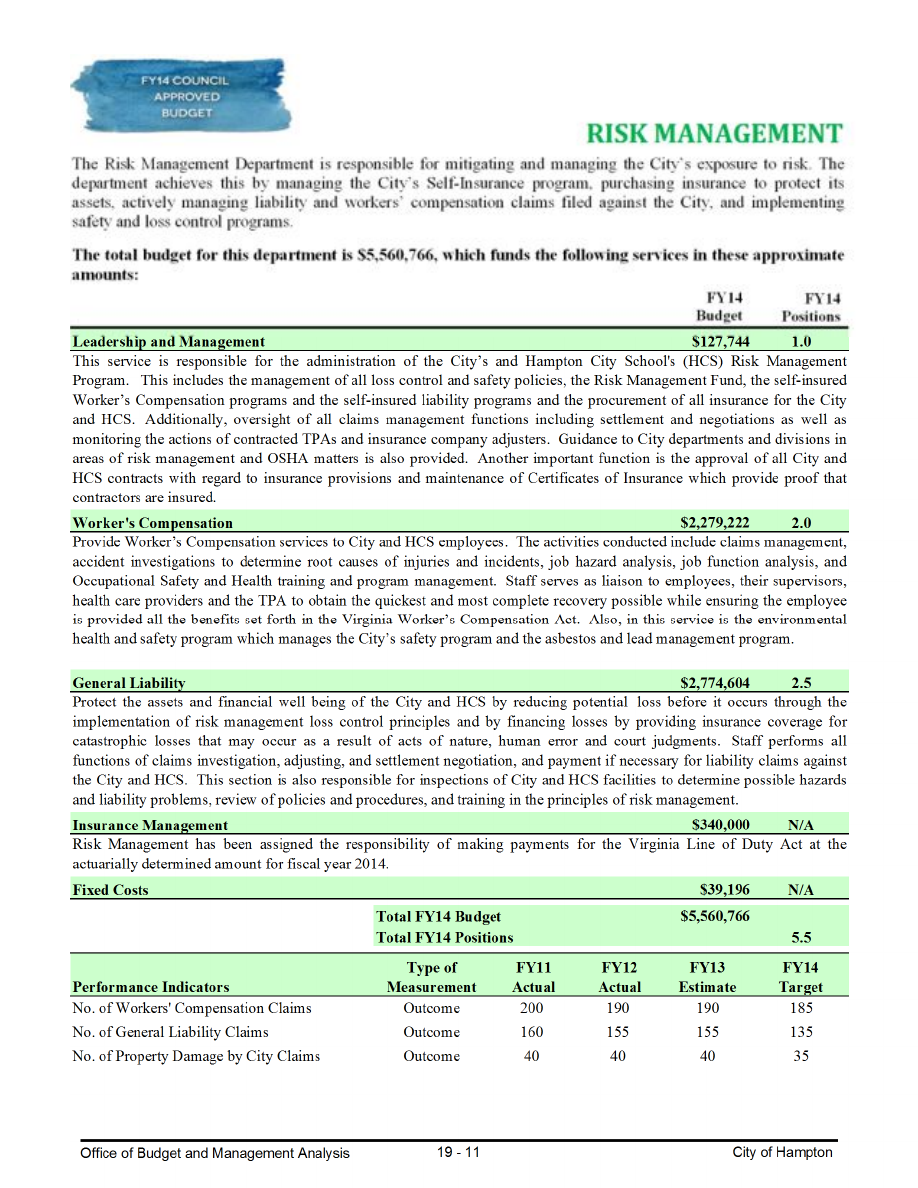 FY14 COUNCIL
APPROVED
BUDGET
RISK MANAGEMENT
The Risk Management Department is responsible for mitigating and managing the City's exposure to risk. The
department achieves this by managing the City's Self-Insurance program, purchasing insurance to protect its
assets, actively managing liability and workers' compensation claims filed against the City, and implementing
safety and loss control programs.
The total budget for this department is $5,560,766, which funds the following services in these approximate
amounts:
FY14 FY14
Budget Positions
Leadership and Management $127,744 1.0
This service is responsible for the administration of the City's and Hampton City School's (HCS) Risk Management
Program. This includes the management of all loss control and safety policies, the Risk Management Fund, the self-insured
Worker's Compensation programs and the self-insured liability programs and the procurement of all insurance for the City
and HCS. Additionally, oversight of all claims management functions including settlement and negotiations as well as
monitoring the actions of contracted TPAs and insurance company adjusters. Guidance to City departments and divisions in
areas of risk management and OSHA matters is also provided. Another important function is the approval of all City and
HCS contracts with regard to insurance provisions and maintenance of Certificates of Insurance which provide proof that
contractors are insured.
Worker's Compensation $2,279,222 2.0
Provide Worker's Compensation services to City and HCS employees. The activities conducted include claims management,
accident investigations to determine root causes of injuries and incidents, job hazard analysis, job function analysis, and
Occupational Safety and Health training and program management. Staff serves as liaison to employees, their supervisors,
health care providers and the TPA to obtain the quickest and most complete recovery possible while ensuring the employee
is provided all the benefits set forth in the Virginia Worker's Compensation Act. Also, in this service is the environmental
health and safety program which manages the City's safety program and the asbestos and lead management program.
General Liability $2,774,604 2.5
Protect the assets and financial well being of the City and HCS by reducing potential loss before it occurs through the
implementation of risk management loss control principles and by financing losses by providing insurance coverage for
catastrophic losses that may occur as a result of acts of nature, human error and court judgments. Staff performs all
functions of claims investigation, adjusting, and settlement negotiation, and payment if necessary for liability claims against
the City and HCS. This section is also responsible for inspections of City and HCS facilities to determine possible hazards
and liability problems, review of policies and procedures, and training in the principles of risk management.
Insurance Management $340,000 N/A
Risk Management has been assigned the responsibility of making payments for the Virginia Line of Duty Act at the
actuarially determined amount for fiscal year 2014.
Fixed Costs $39,196 N/A
Total FY14 Budget $5,560,766
Total FY14 Positions 5.5
Type of FY11 FY12 FY13 FY14
Performance Indicators Measurement Actual Actual Estimate Target
No. of Workers' Compensation Claims Outcome 200 190 190 185
No. of General Liability Claims Outcome 160 155 155 135
No. of Property Damage by City Claims Outcome 40 40 40 35
Office of Budget and Management Analysis 19 - 11 City of Hampton